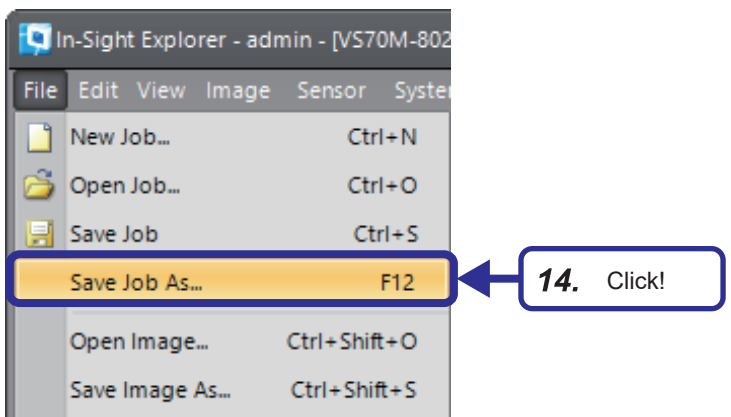 In-Sight Explorer - admin - [VS70M-802
File Edit View Image Sensor Syste
New Job... Ctrl+N
Open Job... Ctrl+O
Save Job Ctrl+S
Save Job As... F12
14. Click!
Open Image... Ctrl+Shift+O
Save Image As... Ctrl+Shift+S